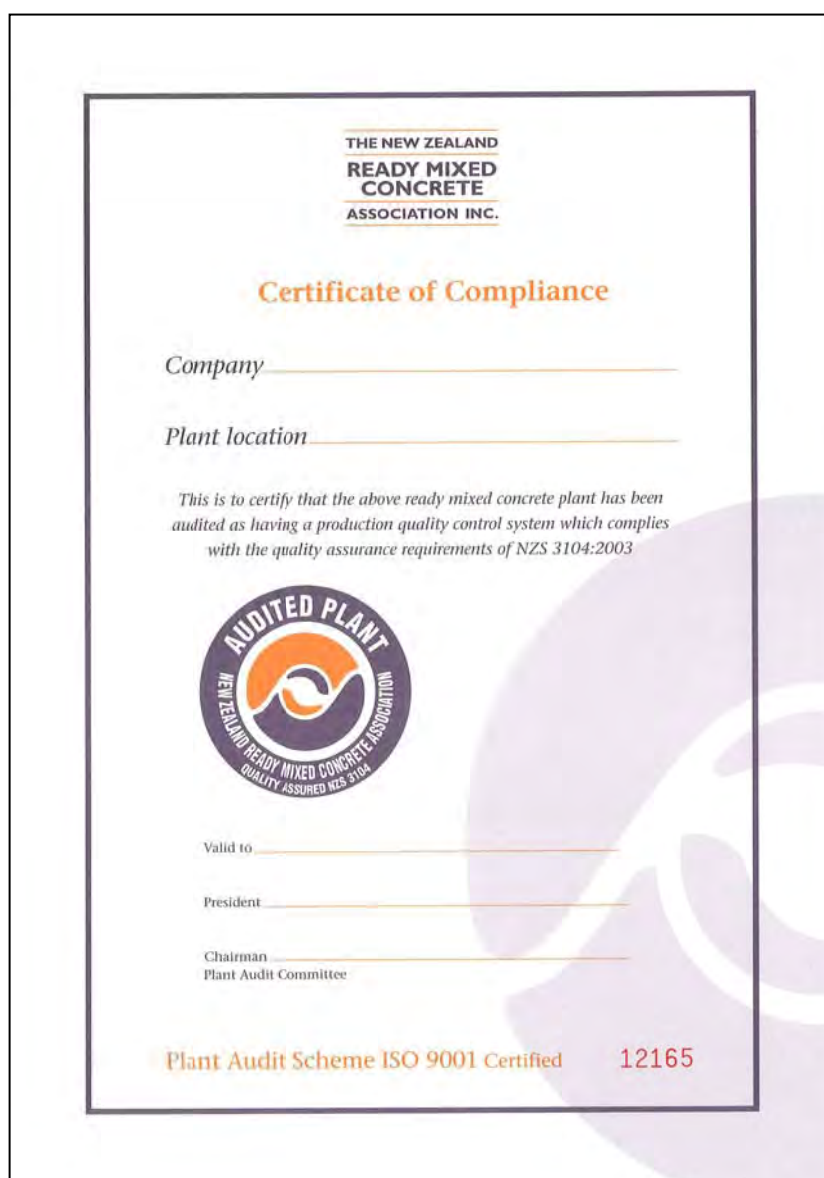 THE NEW ZEALAND
READY MIXED
CONCRETE
ASSOCIATION INC.
Certificate of Compliance
Company
Plant location
This is to certify that the above ready mixed concrete plant has been
audited as having a production quality control system which complies
with the quality assurance requirements of NZS 3104:2003
AUDITED PLANT
NEW ZEALAND READY MIXED CONCRETE ASSOCIATION
QUALITY ASSURED NZS 3104
Valid to
President
Chairman
Plant Audit Committee
Plant Audit Scheme ISO 9001 Certified 12165